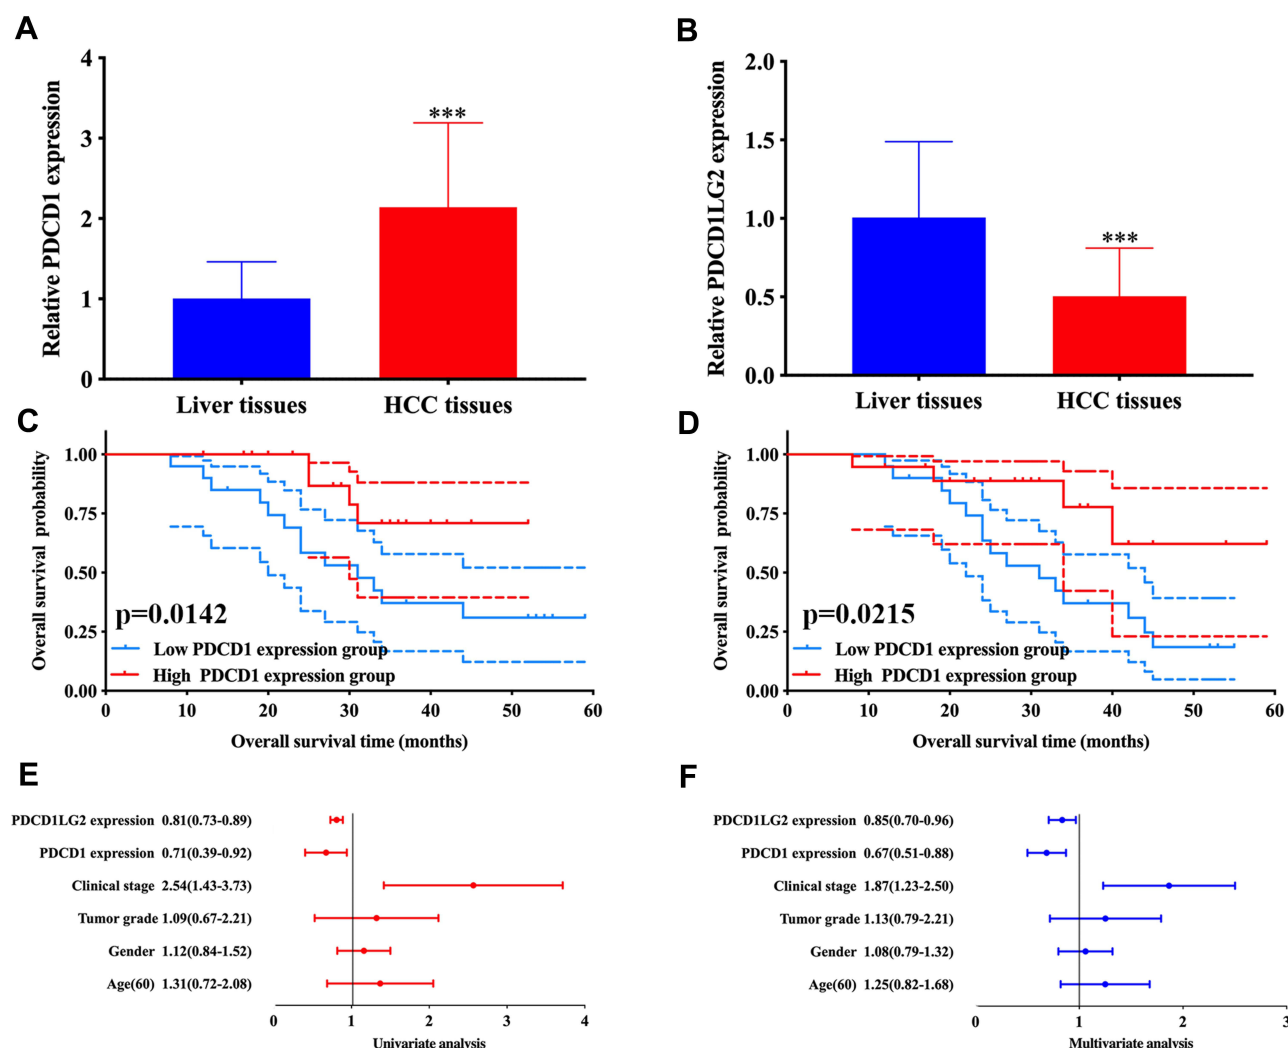 A
Relative PDCD1 expression
4
3
2
1
0
***
Liver tissues
HCC tissues
B
Relative PDCD1LG2 expression
2.0
1.5
1.0
0.5
0.0
***
Liver tissues
HCC tissues
C
Overall survival probability
1.00
0.75
0.50
0.25
0.00
p=0.0142
Low PDCD1 expression group
High PDCD1 expression group
0 10 20 30 40 50 60
Overall survival time (months)
D
Overall survival probability
1.00
0.75
0.50
0.25
0.00
p=0.0215
Low PDCD1 expression group
High PDCD1 expression group
0 10 20 30 40 50 60
Overall survival time (months)
E
PDCD1LG2 expression 0.81(0.73-0.89)
PDCD1 expression 0.71(0.39-0.92)
Clinical stage 2.54(1.43-3.73)
Tumor grade 1.09(0.67-2.21)
Gender 1.12(0.84-1.52)
Age(60) 1.31(0.72-2.08)
0 1 2 3 4
Univariate analysis
F
PDCD1LG2 expression 0.85(0.70-0.96)
PDCD1 expression 0.67(0.51-0.88)
Clinical stage 1.87(1.23-2.50)
Tumor grade 1.13(0.79-2.21)
Gender 1.08(0.79-1.32)
Age(60) 1.25(0.82-1.68)
0 1 2 3
Multivariate analysis